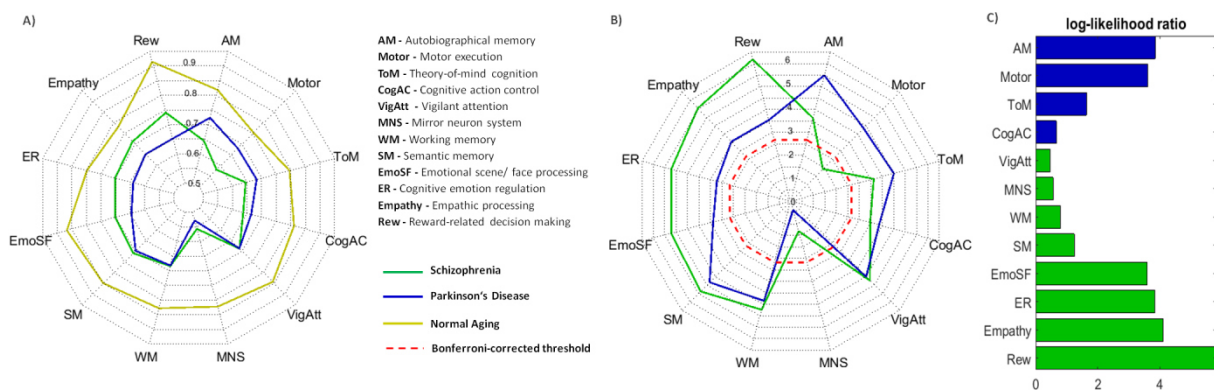 A)
Rew
AM
Motor
ToM
CogAC
VigAtt
MNS
WM
SM
EmoSF
ER
Empathy
0.9
0.8
0.7
0.6
0.5
AM - Autobiographical memory
Motor - Motor execution
ToM - Theory-of-mind cognition
CogAC - Cognitive action control
VigAtt - Vigilant attention
MNS - Mirror neuron system
WM - Working memory
SM - Semantic memory
EmoSF - Emotional scene/ face processing
ER - Cognitive emotion regulation
Empathy - Empathic processing
Rew - Reward-related decision making
Schizophrenia
Parkinson's Disease
Normal Aging
Bonferroni-corrected threshold
B)
Rew
AM
Motor
ToM
CogAC
VigAtt
MNS
WM
SM
EmoSF
ER
Empathy
6
5
4
3
2
1
0
C)
log-likelihood ratio
AM
Motor
ToM
CogAC
VigAtt
MNS
WM
SM
EmoSF
ER
Empathy
Rew
0 2 4